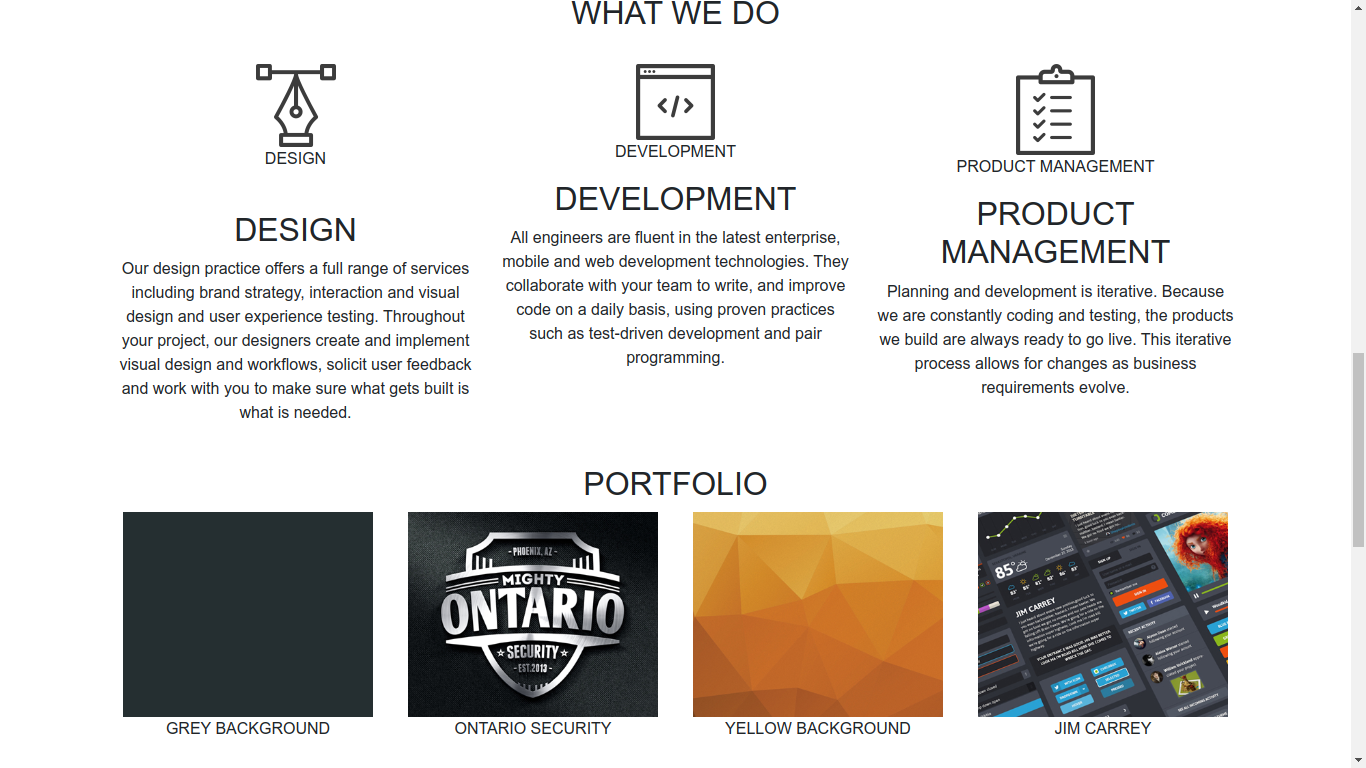 WHAT WE DO
DESIGN
DESIGN
Our design practice offers a full range of services
including brand strategy, interaction and visual
design and user experience testing. Throughout
your project, our designers create and implement
visual design and workflows, solicit user feedback
and work with you to make sure what gets built is
what is needed.
DEVELOPMENT
DEVELOPMENT
All engineers are fluent in the latest enterprise,
mobile and web development technologies. They
collaborate with your team to write, and improve
code on a daily basis, using proven practices
such as test-driven development and pair
programming.
PRODUCT MANAGEMENT
PRODUCT
MANAGEMENT
Planning and development is iterative. Because
we are constantly coding and testing, the products
we build are always ready to go live. This iterative
process allows for changes as business
requirements evolve.
PORTFOLIO
GREY BACKGROUND
- PHOENIX, AZ -
MIGHTY
ONTARIO
SECURITY
- EST. 2013 -
ONTARIO SECURITY
YELLOW BACKGROUND
85°
JIM CARREY
SIGN UP
RECENT ACTIVITY
JIM CARREY